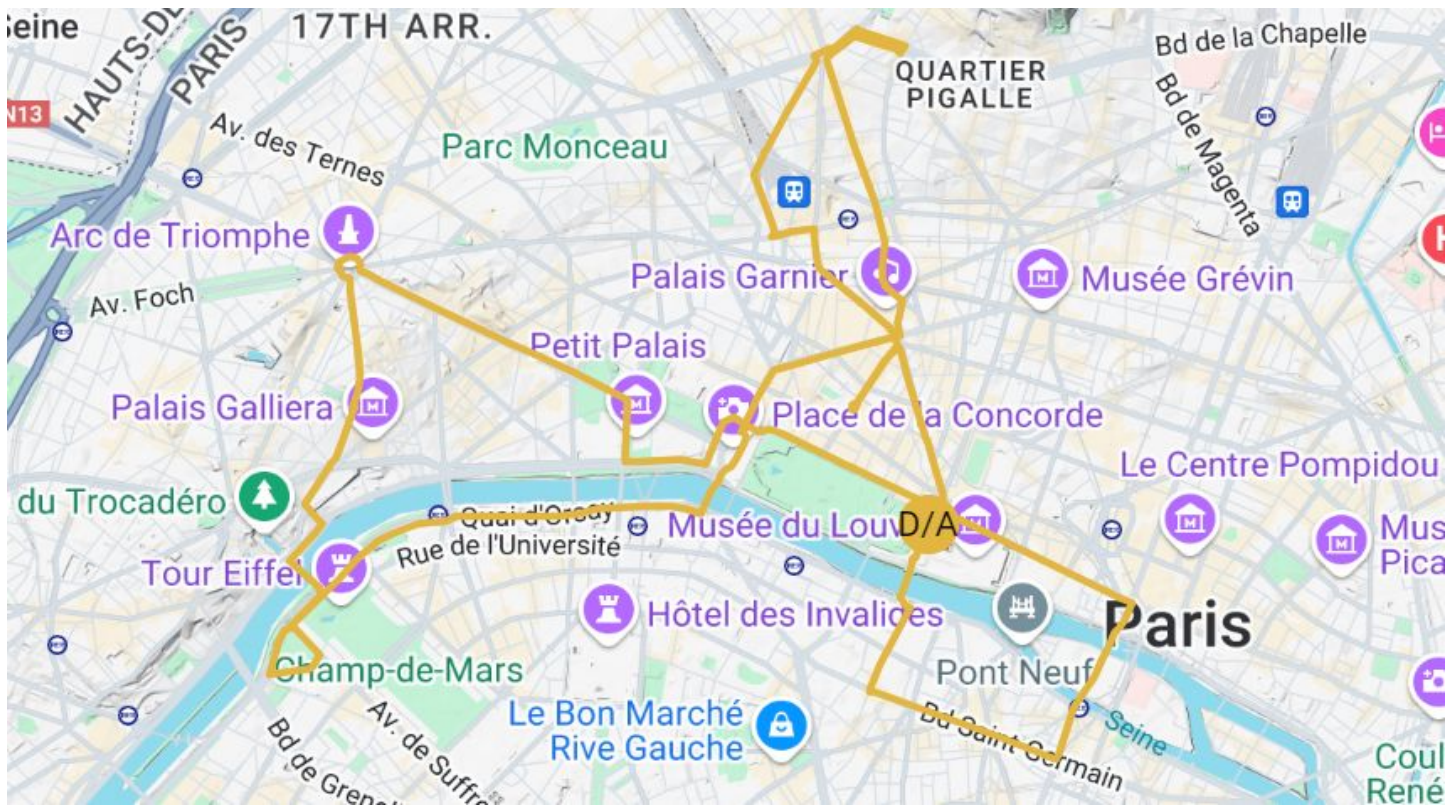 Seine
17TH ARR.
HAUTS-DE
PARIS
N13
Bd de la Chapelle
QUARTIER
PIGALLE
Av. des Ternes
Parc Monceau
Bd de Magenta
Arc de Triomphe
Palais Garnier
Musée Grévin
Av. Foch
Petit Palais
Palais Galliera
Place de la Concorde
Le Centre Pompidou
du Trocadéro
Quai d'Orsay
Musée du Louv
D/A
Mus
Pica
Rue de l'Université
Tour Eiffel
Hôtel des Invalides
Paris
Champ-de-Mars
Pont Neuf
Le Bon Marché
Rive Gauche
Bd Saint-Germain
Seine
Av. de Suffre
Bd de Grenel
Coul
René